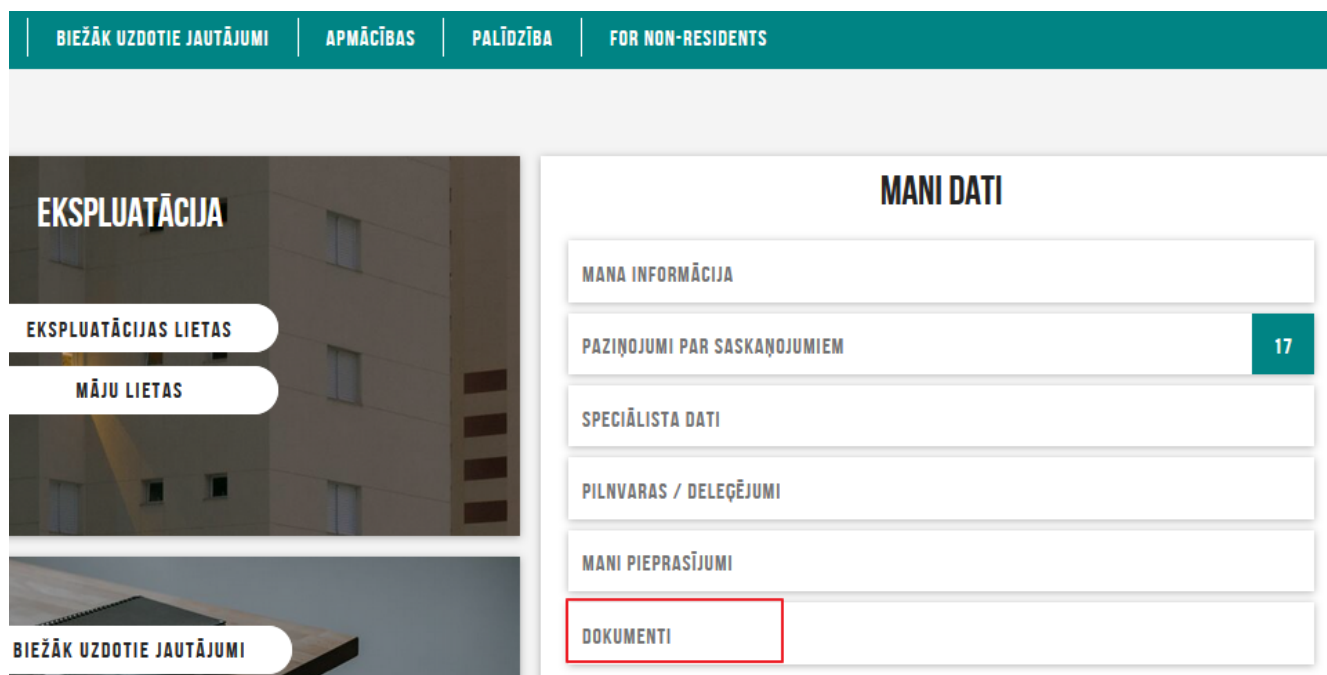 BIEŽĀK UZDOTIE JAUTĀJUMI
APMĀCĪBAS
PALĪDZĪBA
FOR NON-RESIDENTS
EKSPLUATĀCIJA
EKSPLUATĀCIJAS LIETAS
MĀJU LIETAS
BIEŽĀK UZDOTIE JAUTĀJUMI
MANI DATI
MANA INFORMĀCIJA
PAZIŅOJUMI PAR SASKAŅOJUMIEM 17
SPECIĀLISTA DATI
PILNVARAS / DELEĢĒJUMI
MANI PIEPRASĪJUMI
DOKUMENTI